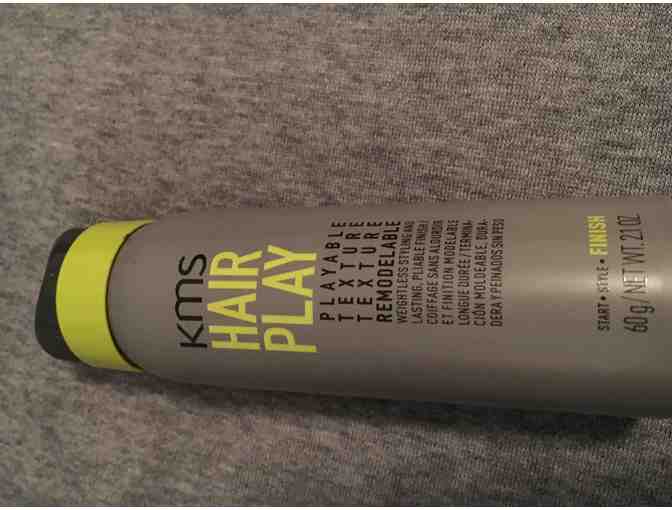 kms
HAIR
PLAY
PLAYABLE
TEXTURE
TEXTURE
REMODELABLE
WEIGHTLESS STYLING AND
LASTING, PLIABLE FINISH /
COIFFAGE SANS ALOURDIR
ET FINITION MODELABLE
LONGUE DURÉE / TERMINA-
CIÓN MOLDEABLE, DURA-
DERA Y PEINADOS SIN PESO
START • STYLE • FINISH
60 g / NET WT. 2.1 OZ